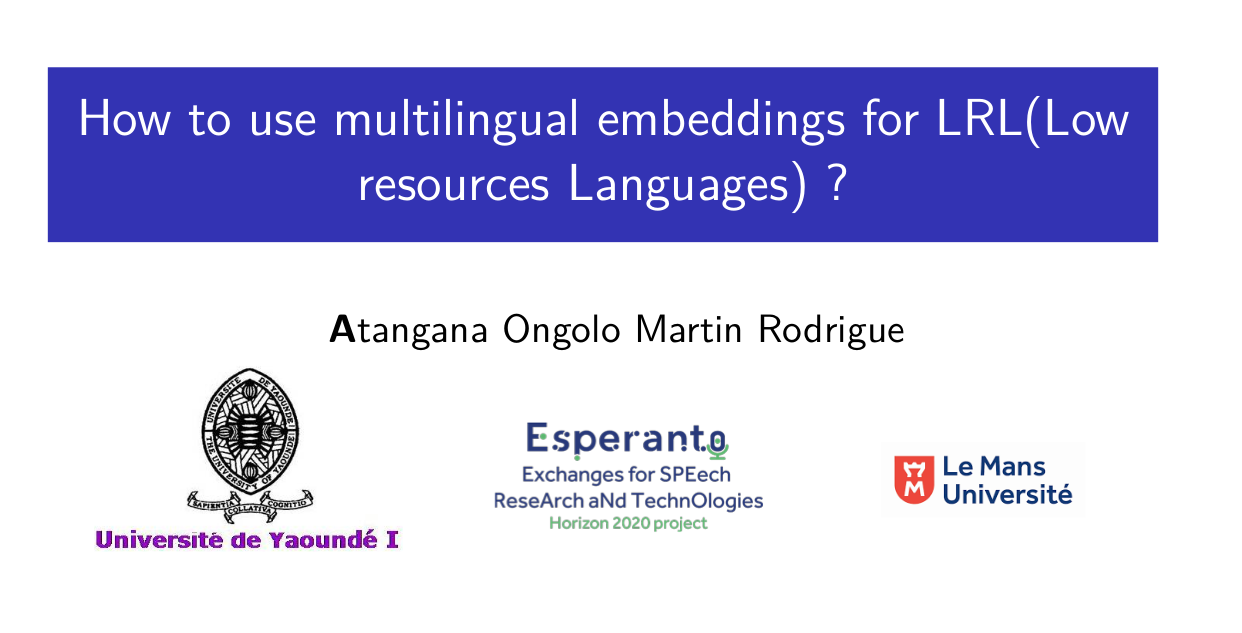 How to use multilingual embeddings for LRL(Low
resources Languages) ?
Atangana Ongolo Martin Rodrigue
UNIVERSITE DE YAOUNDE
THE UNIVERSITY OF YAOUNDE
SAPIENTIA COLLATIVA COGNITIO
Université de Yaoundé I
Esperanto
Exchanges for SPEech
ReseArch aNd TechnOlogies
Horizon 2020 project
Le Mans
Université